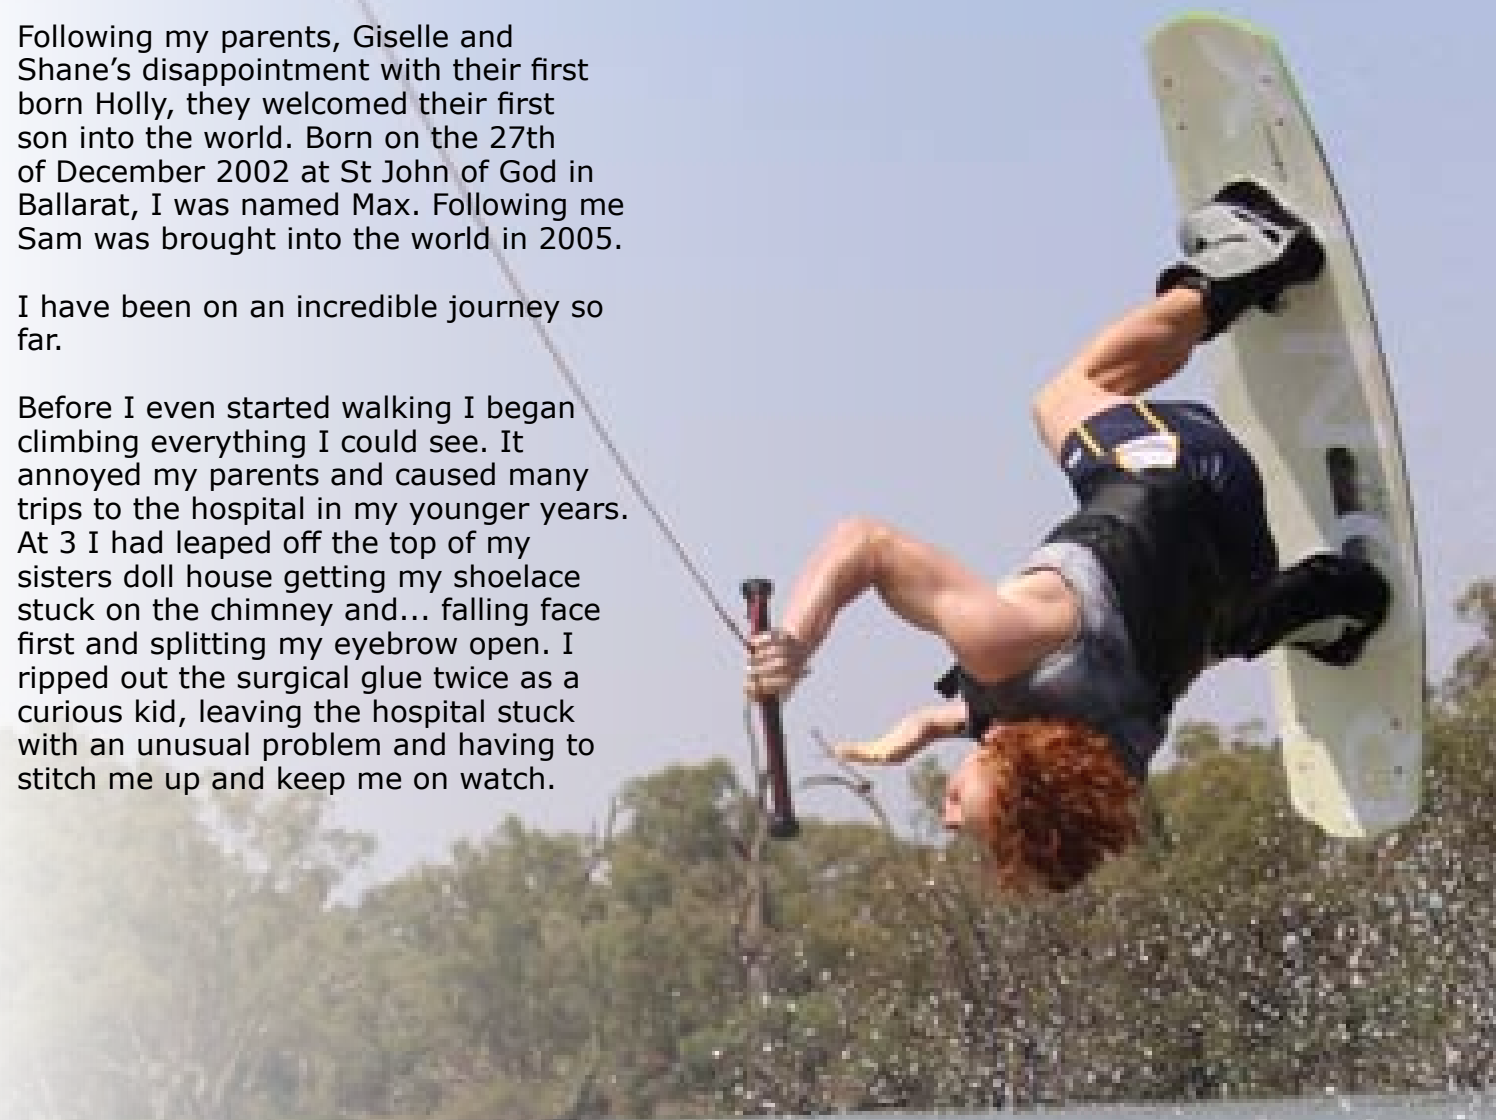 Following my parents, Giselle and
Shane’s disappointment with their first
born Holly, they welcomed their first
son into the world. Born on the 27th
of December 2002 at St John of God in
Ballarat, I was named Max. Following me
Sam was brought into the world in 2005.
I have been on an incredible journey so
far.
Before I even started walking I began
climbing everything I could see. It
annoyed my parents and caused many
trips to the hospital in my younger years.
At 3 I had leaped off the top of my
sisters doll house getting my shoelace
stuck on the chimney and... falling face
first and splitting my eyebrow open. I
ripped out the surgical glue twice as a
curious kid, leaving the hospital stuck
with an unusual problem and having to
stitch me up and keep me on watch.